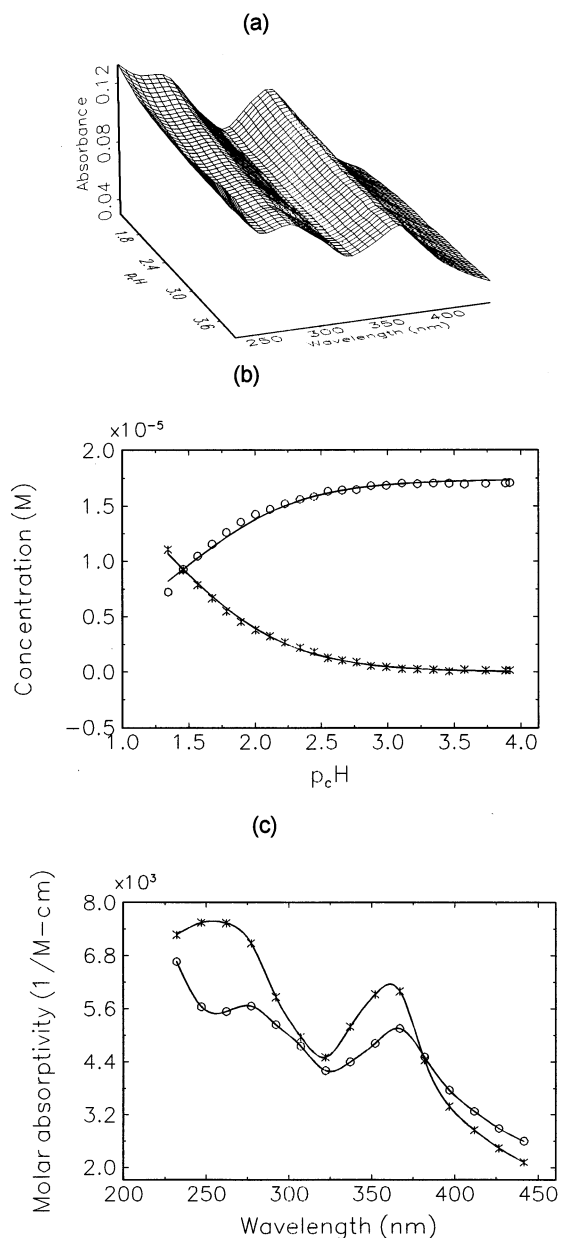 (a)
Absorbance
0.12
0.08
0.04
1.8
2.4
3.0
3.6
pcH
250
300
350
400
Wavelength (nm)
(b)
×10⁻⁵
2.0
1.5
1.0
0.5
0.0
−0.5
Concentration (M)
1.0 1.5 2.0 2.5 3.0 3.5 4.0
pcH
(c)
×10³
8.0
6.8
5.6
4.4
3.2
2.0
Molar absorptivity (1/M−cm)
200 250 300 350 400 450
Wavelength (nm)